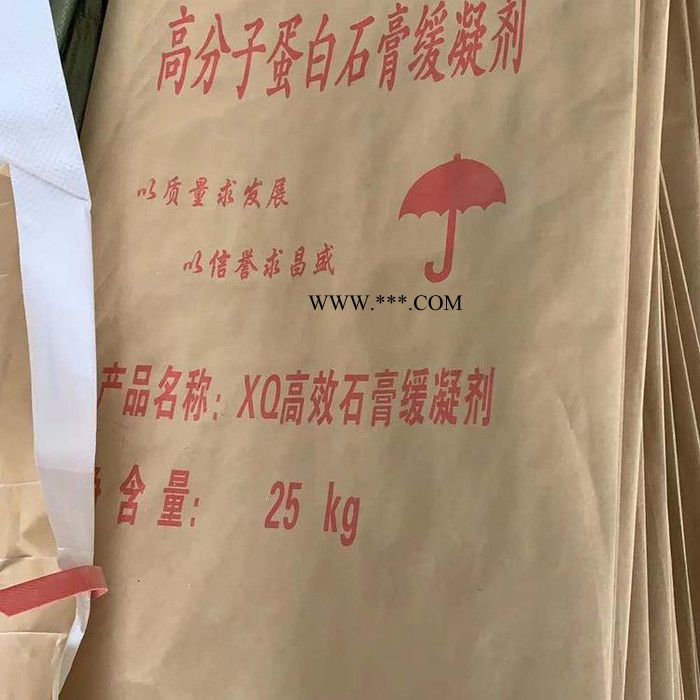 高分子蛋白石膏缓凝剂
以质量求发展
以信誉求昌盛
WWW.***.COM
产品名称：XQ高效石膏缓凝剂
净含量： 25 kg